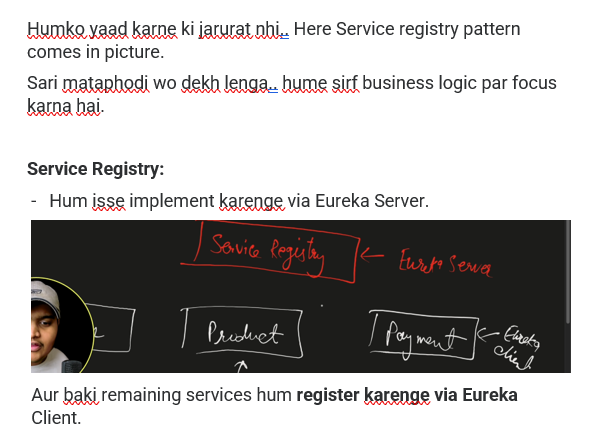 Humko yaad karne ki jarurat nhi.. Here Service registry pattern
comes in picture.
Sari mataphodi wo dekh lenga.. hume sirf business logic par focus
karna hai.
Service Registry:
- Hum isse implement karenge via Eureka Server.
Service Registry ← Eureka Server
Product Payment ← Eureka
client
Aur baki remaining services hum register karenge via Eureka
Client.